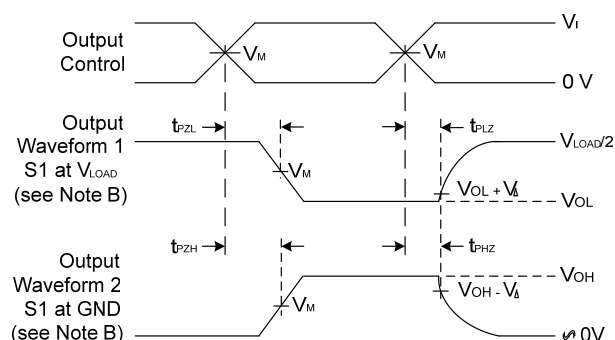 VI
Output
Control
VM
VM
0 V
Output
Waveform 1
S1 at VLOAD
(see Note B)
tPZL
tPLZ
VLOAD/2
VM
VOL + VΔ
VOL
Output
Waveform 2
S1 at GND
(see Note B)
tPZH
tPHZ
VOH
VM
VOH - VΔ
≈ 0V